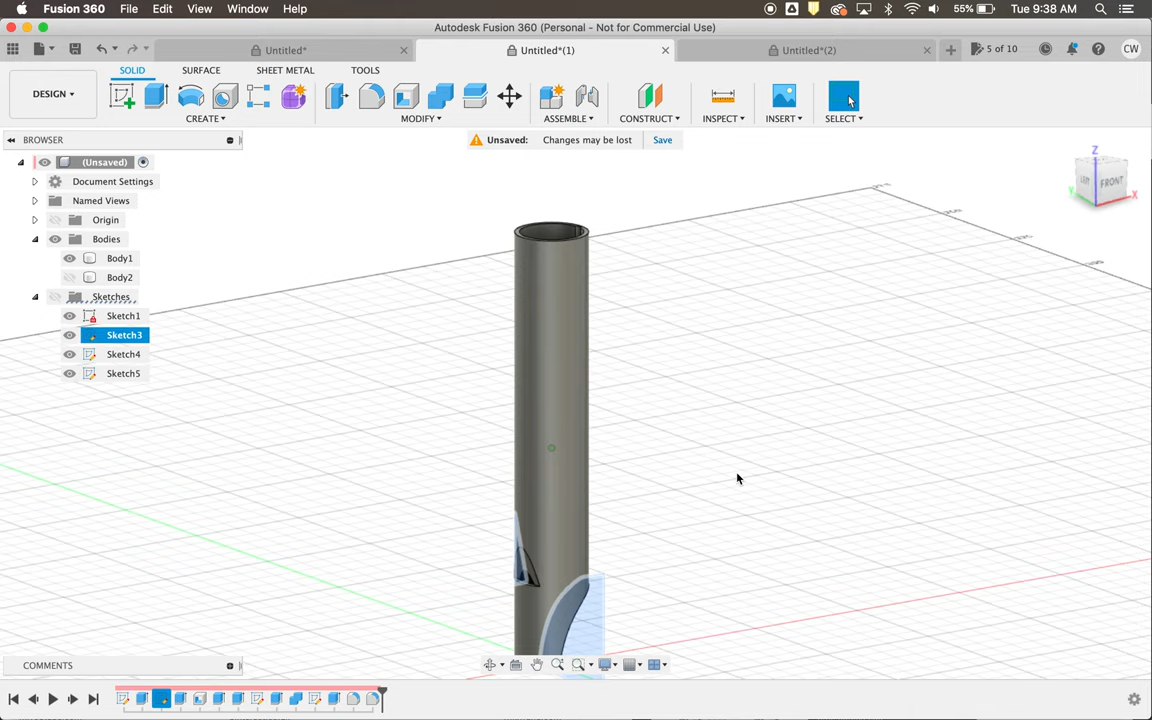 Fusion 360 File Edit View Window Help 55% Tue 9:38 AM
Autodesk Fusion 360 (Personal - Not for Commercial Use)
Untitled* Untitled*(1) Untitled*(2) 5 of 10 CW
SOLID SURFACE SHEET METAL TOOLS
DESIGN
CREATE MODIFY ASSEMBLE CONSTRUCT INSPECT INSERT SELECT
BROWSER
Unsaved: Changes may be lost Save
(Unsaved)
Document Settings
Named Views
Origin
Bodies
Body1
Body2
Sketches
Sketch1
Sketch3
Sketch4
Sketch5
Z
LEFT FRONT
Y X
COMMENTS